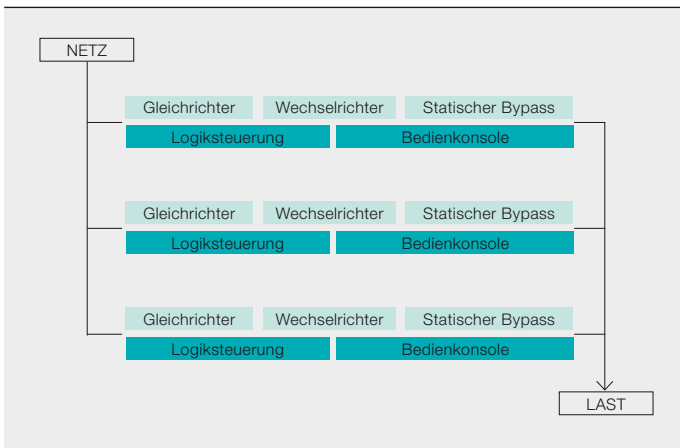 NETZ
Gleichrichter Wechselrichter Statischer Bypass
Logiksteuerung Bedienkonsole
Gleichrichter Wechselrichter Statischer Bypass
Logiksteuerung Bedienkonsole
Gleichrichter Wechselrichter Statischer Bypass
Logiksteuerung Bedienkonsole
LAST